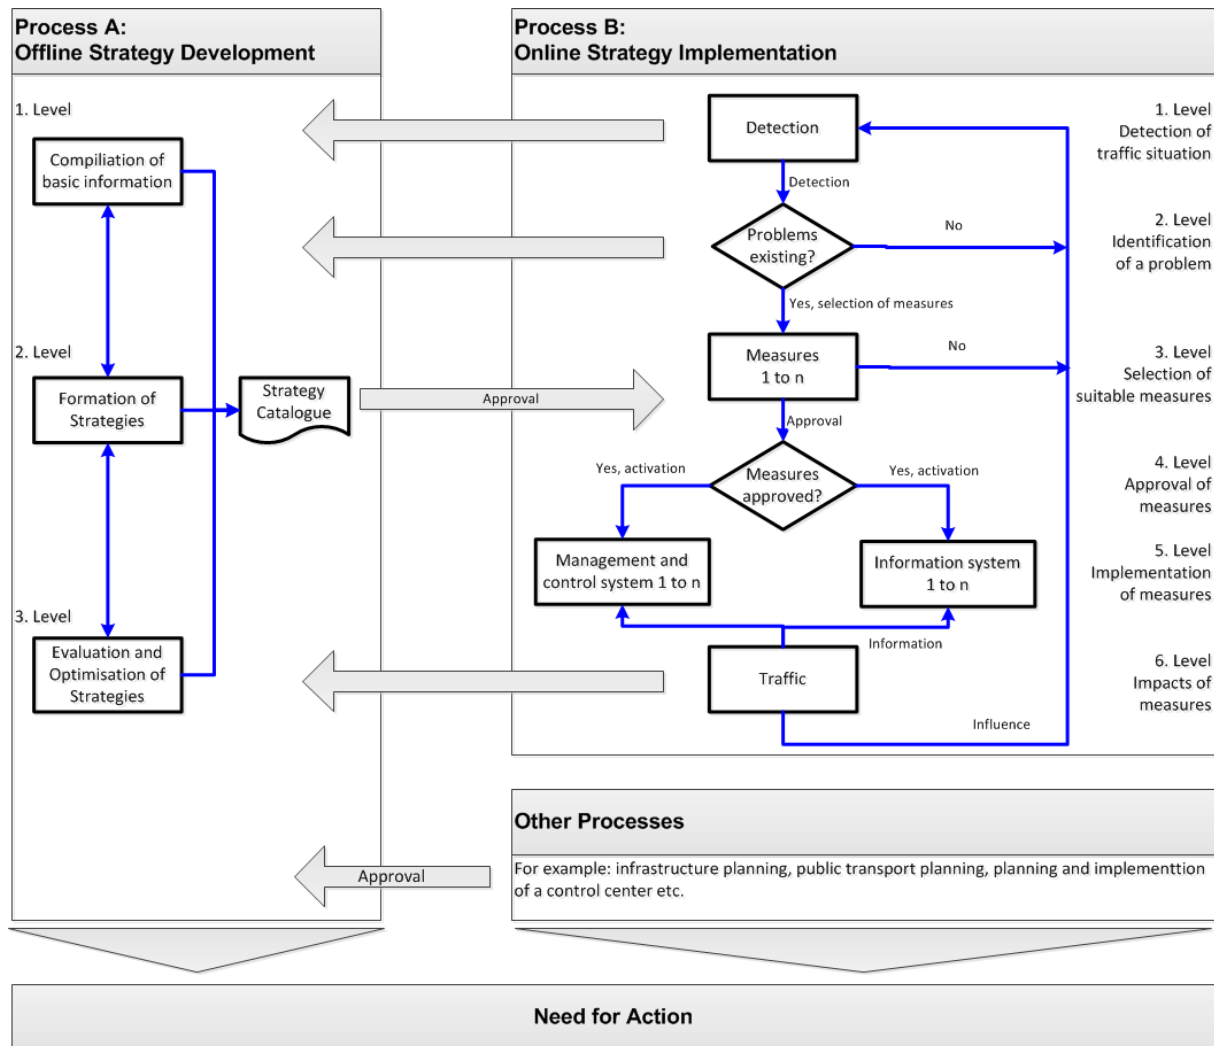 Process A:
Offline Strategy Development
1. Level
Compiliation of
basic information
2. Level
Formation of
Strategies
Strategy
Catalogue
3. Level
Evaluation and
Optimisation of
Strategies
Process B:
Online Strategy Implementation
Detection
Detection
Problems
existing?
No
Yes, selection of measures
Measures
1 to n
No
Approval
Approval
Measures
approved?
Yes, activation
Yes, activation
Management and
control system 1 to n
Information system
1 to n
Information
Traffic
Influence
1. Level
Detection of
traffic situation
2. Level
Identification
of a problem
3. Level
Selection of
suitable measures
4. Level
Approval of
measures
5. Level
Implementation
of measures
6. Level
Impacts of
measures
Other Processes
For example: infrastructure planning, public transport planning, planning and implementtion
of a control center etc.
Approval
Need for Action